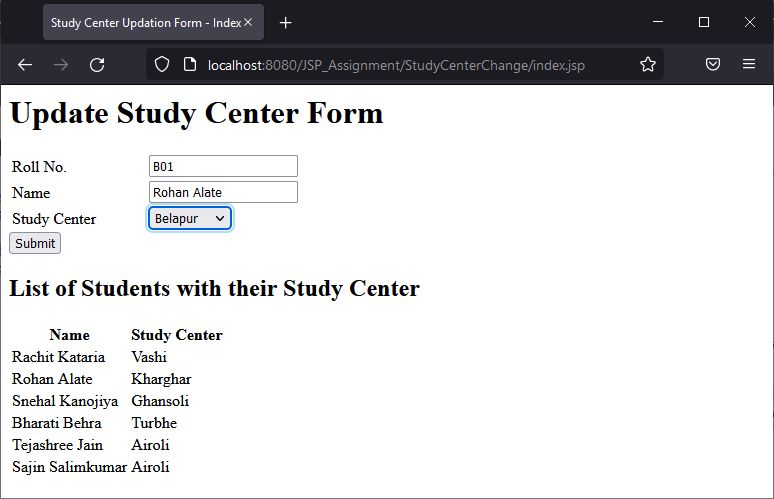 Study Center Updation Form - Index
localhost:8080/JSP_Assignment/StudyCenterChange/index.jsp
Update Study Center Form
Roll No. B01
Name Rohan Alate
Study Center Belapur
Submit
List of Students with their Study Center
Name Study Center
Rachit Kataria Vashi
Rohan Alate Kharghar
Snehal Kanojiya Ghansoli
Bharati Behra Turbhe
Tejashree Jain Airoli
Sajin Salimkumar Airoli